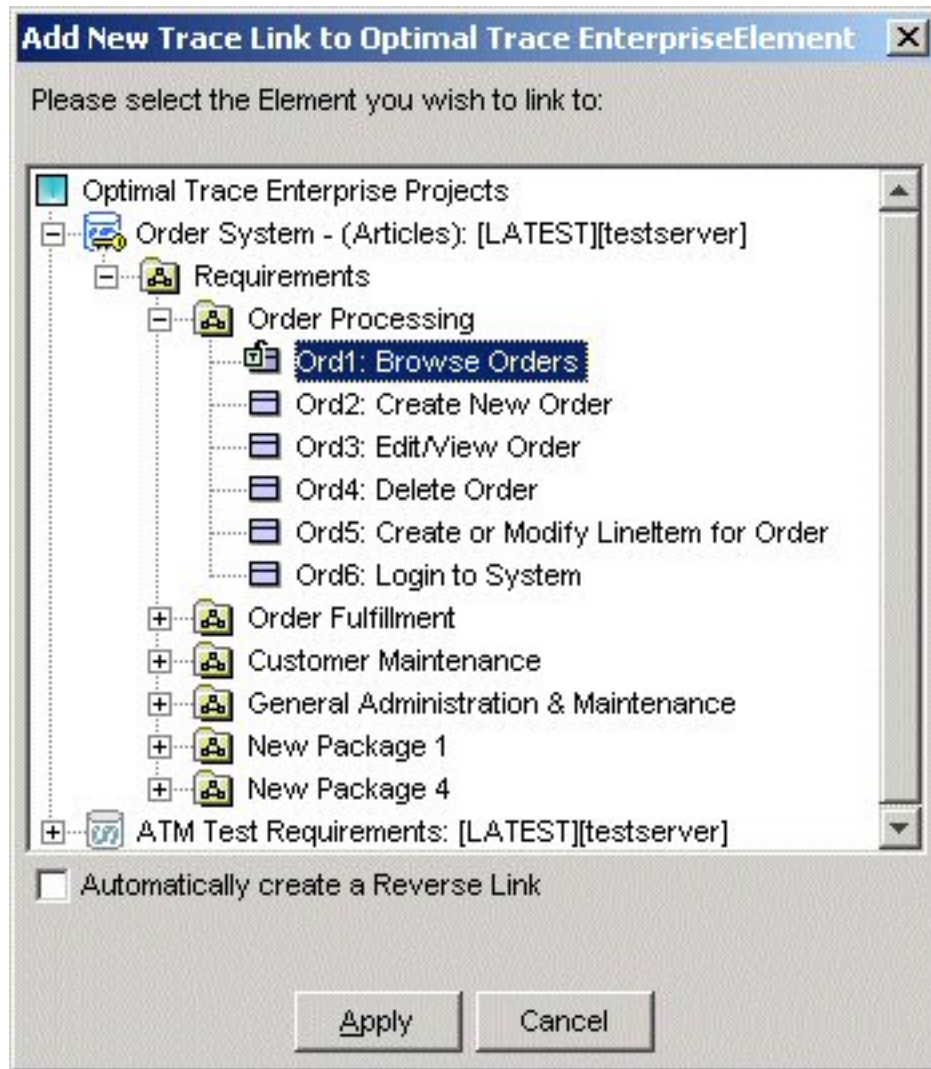 Add New Trace Link to Optimal Trace EnterpriseElement
Please select the Element you wish to link to:
Optimal Trace Enterprise Projects
Order System - (Articles): [LATEST][testserver]
Requirements
Order Processing
Ord1: Browse Orders
Ord2: Create New Order
Ord3: Edit/View Order
Ord4: Delete Order
Ord5: Create or Modify LineItem for Order
Ord6: Login to System
Order Fulfillment
Customer Maintenance
General Administration & Maintenance
New Package 1
New Package 4
ATM Test Requirements: [LATEST][testserver]
Automatically create a Reverse Link
Apply Cancel